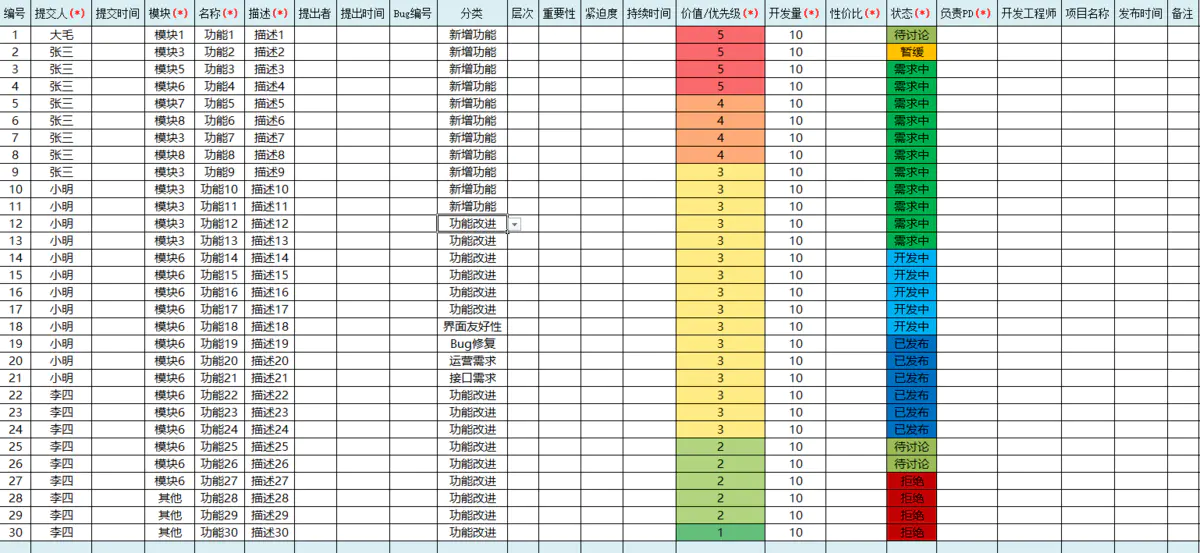 编号 提交人(*) 提交时间 模块(*) 名称(*) 描述(*) 提出者 提出时间 Bug编号 分类 层次 重要性 紧迫度 持续时间 价值/优先级(*) 开发量(*) 性价比(*) 状态(*) 负责PD(*) 开发工程师 项目名称 发布时间 备注
1 大毛 模块1 功能1 描述1 新增功能 5 10 待讨论
2 张三 模块3 功能2 描述2 新增功能 5 10 暂缓
3 张三 模块5 功能3 描述3 新增功能 5 10 需求中
4 张三 模块6 功能4 描述4 新增功能 5 10 需求中
5 张三 模块7 功能5 描述5 新增功能 4 10 需求中
6 张三 模块8 功能6 描述6 新增功能 4 10 需求中
7 张三 模块3 功能7 描述7 新增功能 4 10 需求中
8 张三 模块8 功能8 描述8 新增功能 4 10 需求中
9 张三 模块3 功能9 描述9 新增功能 3 10 需求中
10 小明 模块3 功能10 描述10 新增功能 3 10 需求中
11 小明 模块3 功能11 描述11 新增功能 3 10 需求中
12 小明 模块3 功能12 描述12 功能改进 3 10 需求中
13 小明 模块3 功能13 描述13 功能改进 3 10 需求中
14 小明 模块6 功能14 描述14 功能改进 3 10 开发中
15 小明 模块6 功能15 描述15 功能改进 3 10 开发中
16 小明 模块6 功能16 描述16 功能改进 3 10 开发中
17 小明 模块6 功能17 描述17 功能改进 3 10 开发中
18 小明 模块6 功能18 描述18 界面友好性 3 10 开发中
19 小明 模块6 功能19 描述19 Bug修复 3 10 已发布
20 小明 模块6 功能20 描述20 运营需求 3 10 已发布
21 小明 模块6 功能21 描述21 接口需求 3 10 已发布
22 李四 模块6 功能22 描述22 功能改进 3 10 已发布
23 李四 模块6 功能23 描述23 功能改进 3 10 已发布
24 李四 模块6 功能24 描述24 功能改进 3 10 已发布
25 李四 模块6 功能25 描述25 功能改进 2 10 待讨论
26 李四 模块6 功能26 描述26 功能改进 2 10 待讨论
27 李四 模块6 功能27 描述27 功能改进 2 10 拒绝
28 李四 其他 功能28 描述28 功能改进 2 10 拒绝
29 李四 其他 功能29 描述29 功能改进 2 10 拒绝
30 李四 其他 功能30 描述30 功能改进 1 10 拒绝